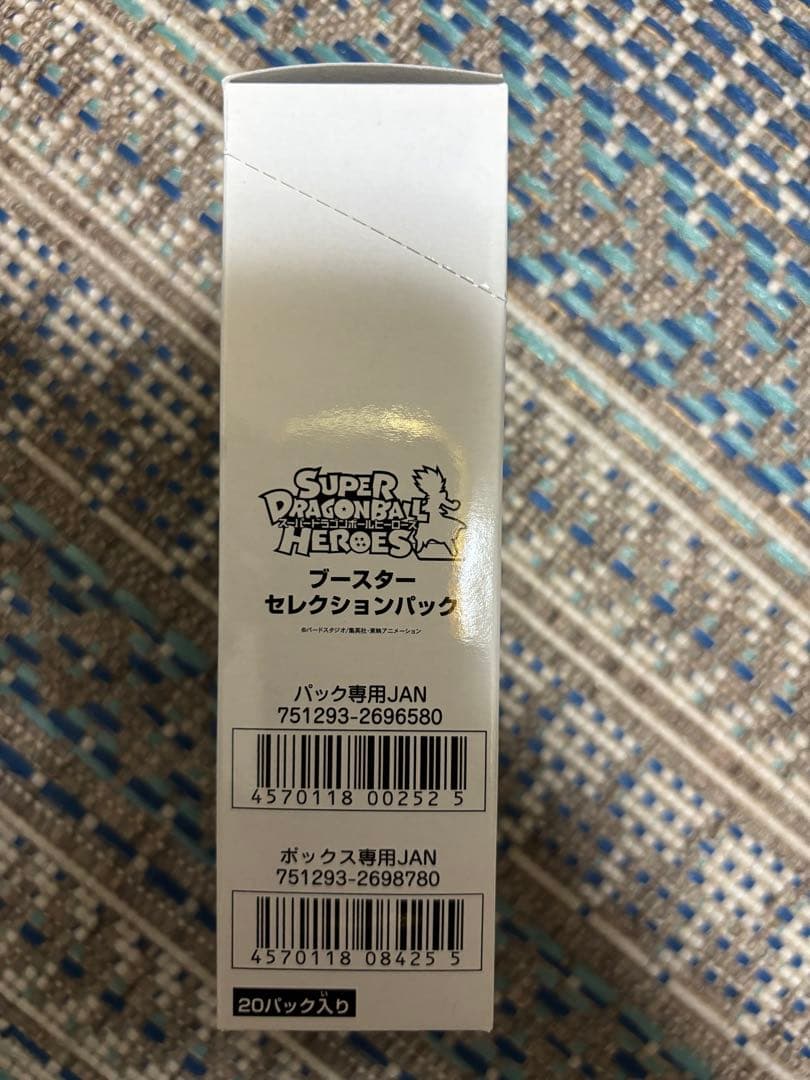 SUPER
DRAGONBALL
スーパードラゴンボールヒーローズ
HEROES
ブースター
セレクションパック
©バードスタジオ/集英社・東映アニメーション
パック専用JAN
751293-2696580
4570118 00252 5
ボックス専用JAN
751293-2698780
4570118 08425 5
い
20パック入り